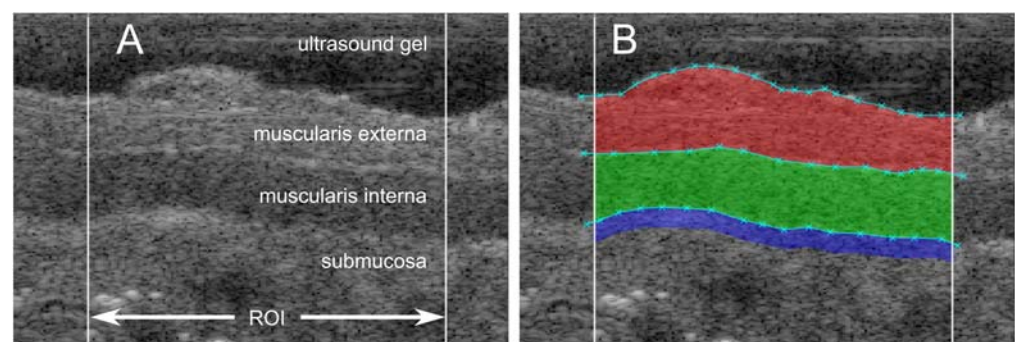 A
ultrasound gel
muscularis externa
muscularis interna
submucosa
ROI
B